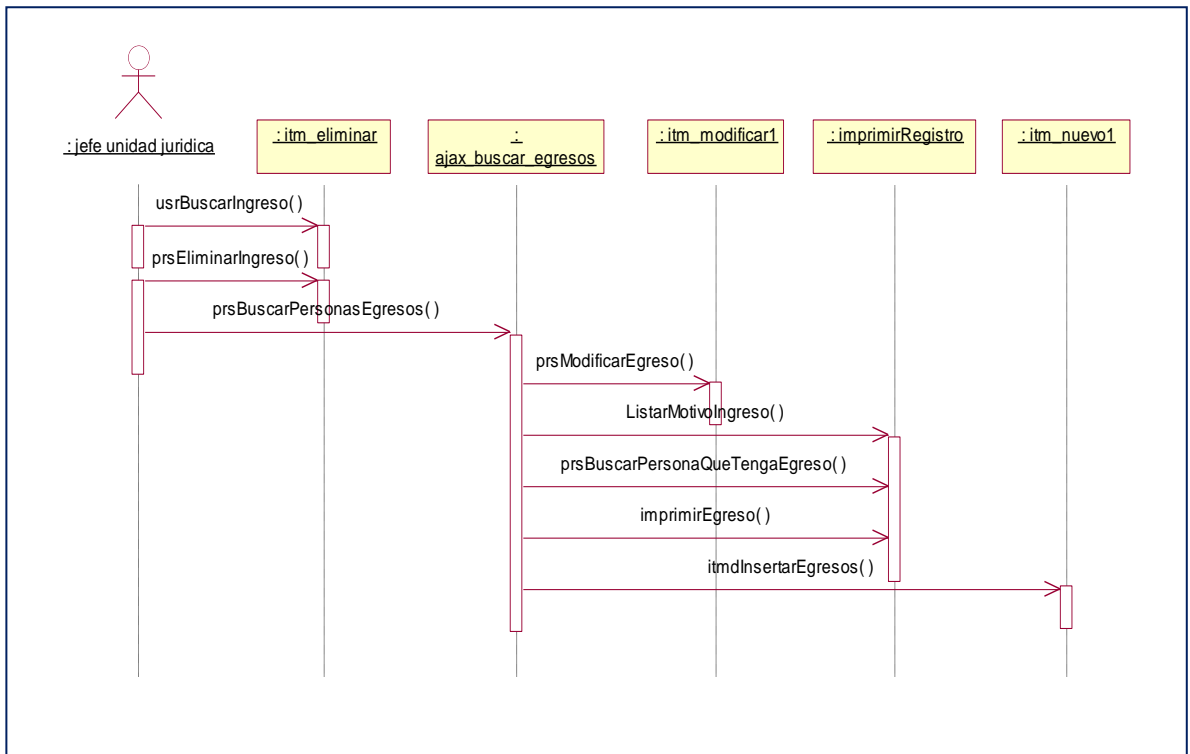 : jefe unidad juridica
: itm_eliminar
:
ajax_buscar_egresos
: itm_modificar1
: imprimirRegistro
: itm_nuevo1
usrBuscarIngreso( )
prsEliminarIngreso( )
prsBuscarPersonasEgresos( )
prsModificarEgreso( )
ListarMotivoIngreso( )
prsBuscarPersonaQueTengaEgreso( )
imprimirEgreso( )
itmdInsertarEgresos( )